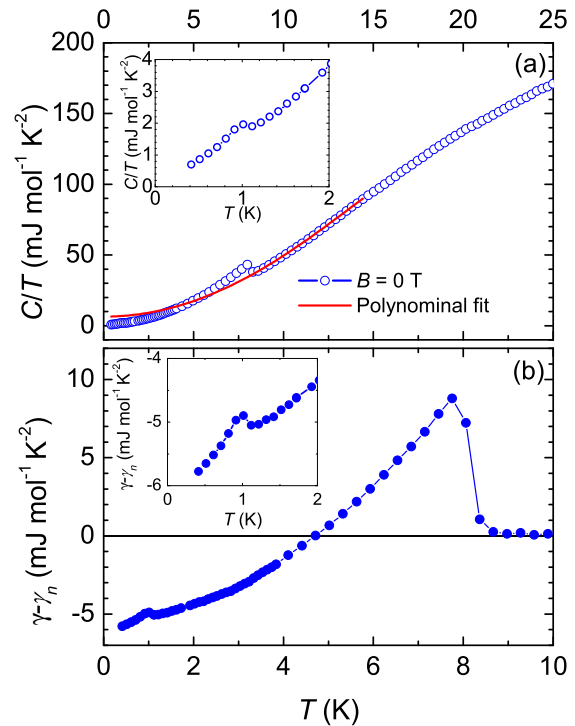 0 5 10 15 20 25
200
150
100
50
0
C/T (mJ mol⁻¹ K⁻²)
(a)
4
3
2
1
0
C/T (mJ mol⁻¹ K⁻²)
0 1 2
T (K)
B = 0 T
Polynominal fit
10
5
0
-5
γ-γₙ (mJ mol⁻¹ K⁻²)
(b)
-4
-5
-6
γ-γₙ (mJ mol⁻¹ K⁻²)
0 1 2
T (K)
0 2 4 6 8 10
T (K)